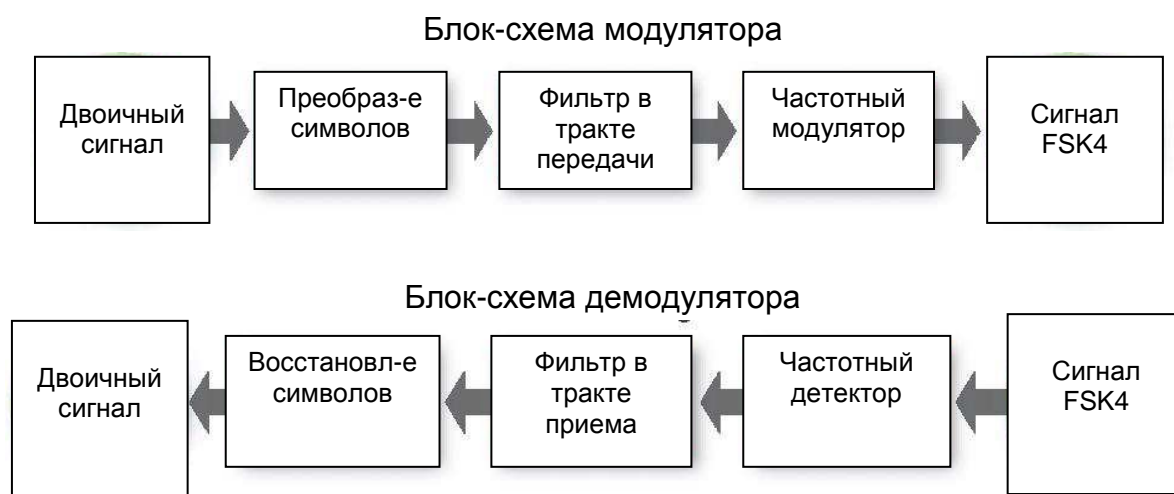 Блок-схема модулятора
Двоичный
сигнал
Преобраз-е
символов
Фильтр в
тракте
передачи
Частотный
модулятор
Сигнал
FSK4
Блок-схема демодулятора
Двоичный
сигнал
Восстановл-е
символов
Фильтр в
тракте
приема
Частотный
детектор
Сигнал
FSK4